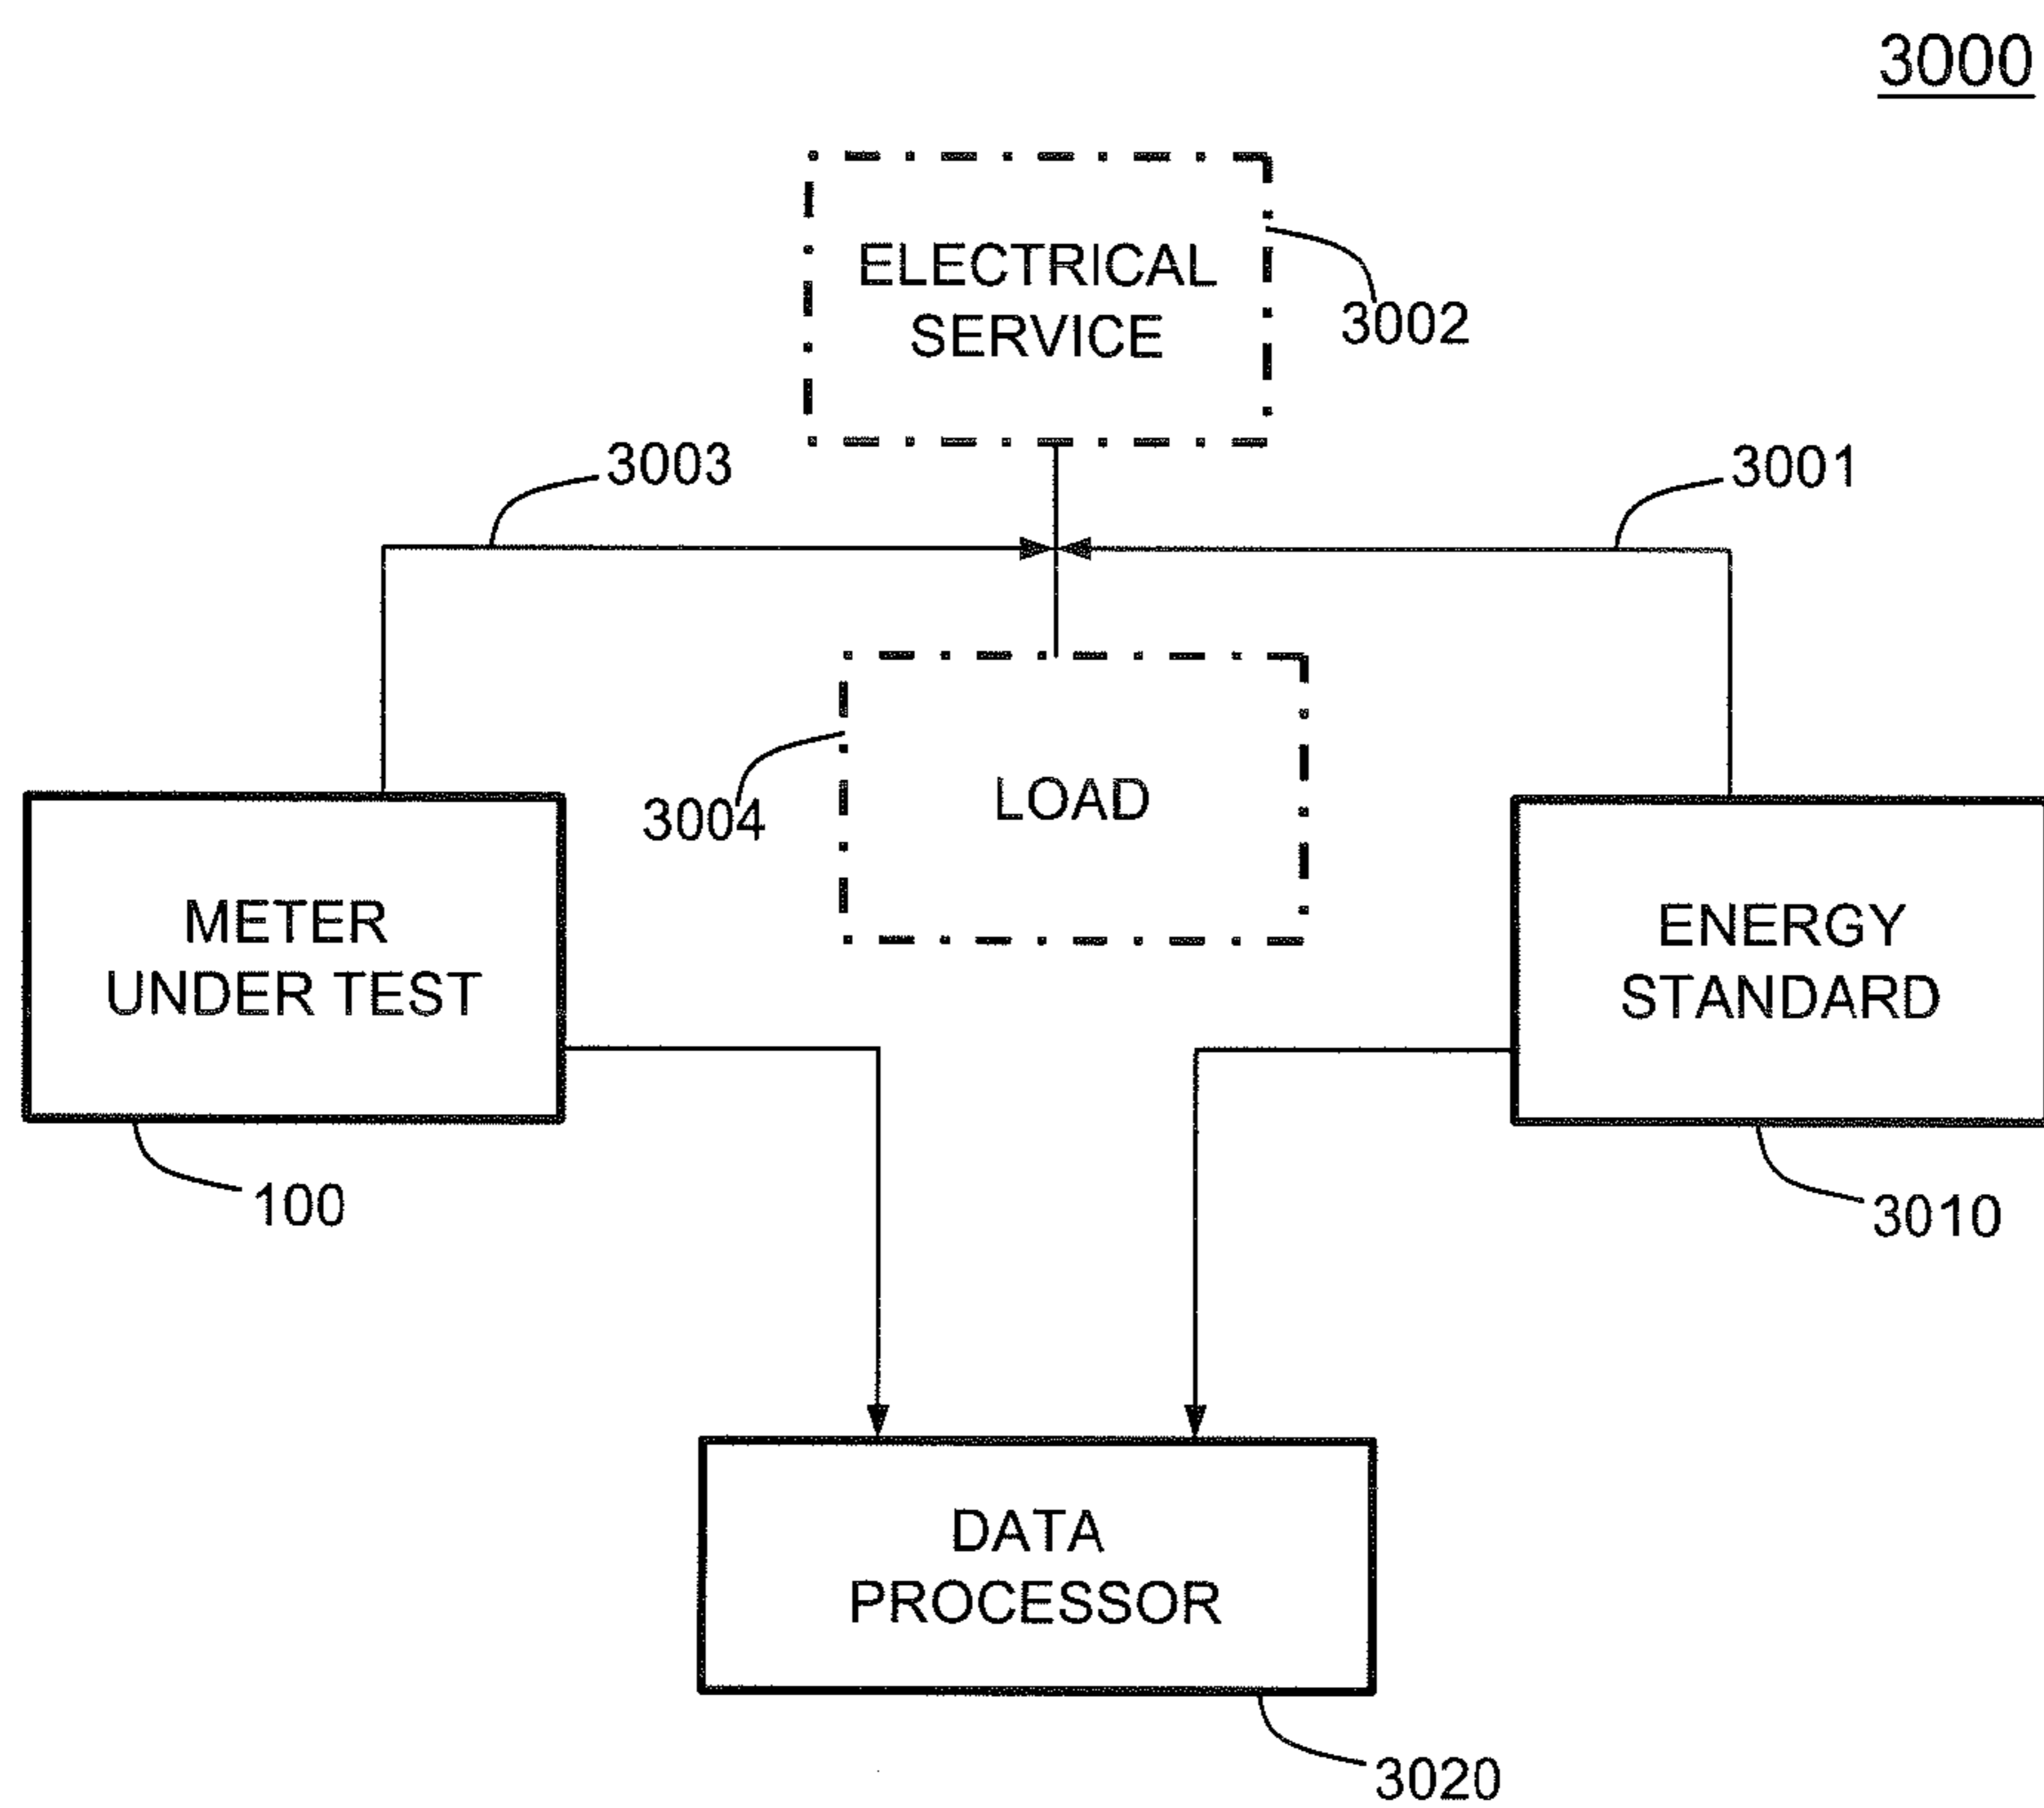 3000
ELECTRICAL
SERVICE
3002
3003
3001
LOAD
3004
METER
UNDER TEST
ENERGY
STANDARD
100
3010
DATA
PROCESSOR
3020